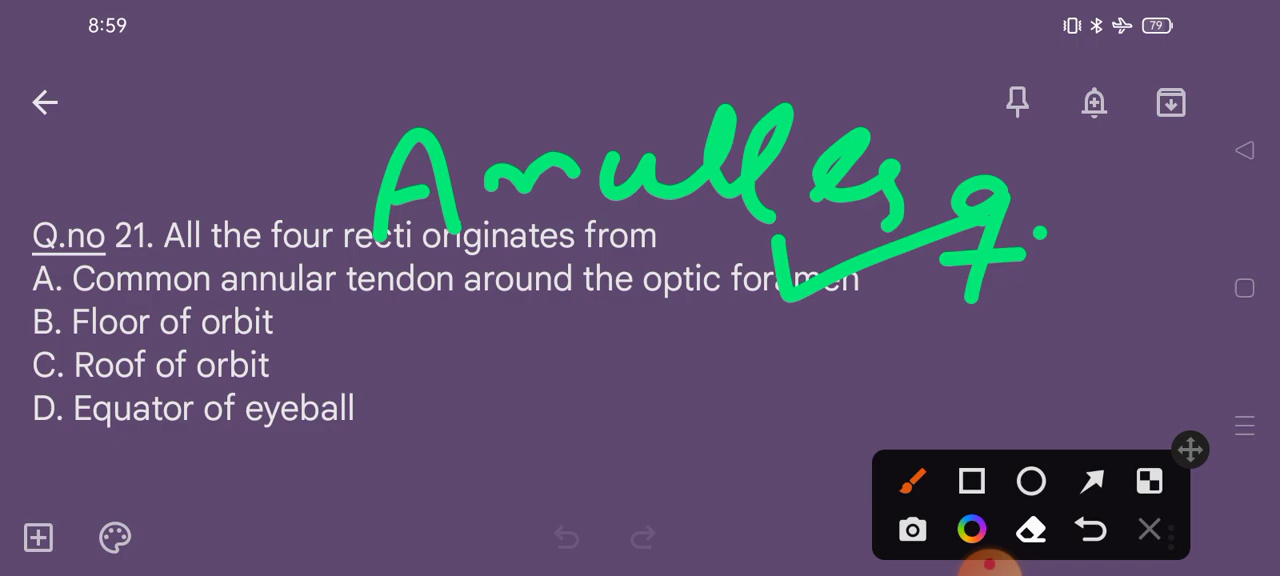 8:59
79
Q.no 21. All the four recti originates from
A. Common annular tendon around the optic foramen
B. Floor of orbit
C. Roof of orbit
D. Equator of eyeball